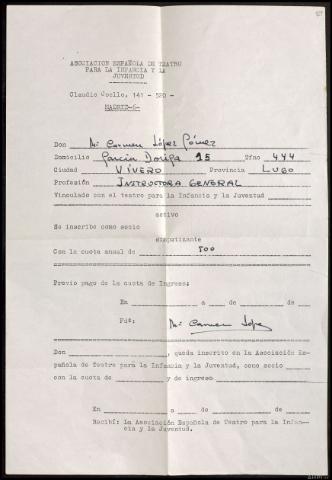 ASOCIACION ESPAÑOLA DE TEATRO
PARA LA INFANCIA Y LA
JUVENTUD
Claudio Coello, 141 - 520 -
MADRID-6-
Don Mª Carmen López Gómez
Domicilio García Dóriga 15 Tfno 444
Ciudad VIVERO Provincia LUGO
Profesión INSTRUCTORA GENERAL
Vinculado con el teatro para la Infancia y la Juventud
activo
Se inscribe como socio
simpatizante
Con la cuota anual de 500
Previo pago de la cuota de Ingreso:
En a de de
Fdº: Mª Carmen López
Don , queda inscrito en la Asociación Es-
pañola de Teatro para la Infancia y la Juventud, como socio
con la cuota de y de ingreso
En a de de
Recibí: La Asociación Española de Teatro para la Infan-
cia y la Juventud.